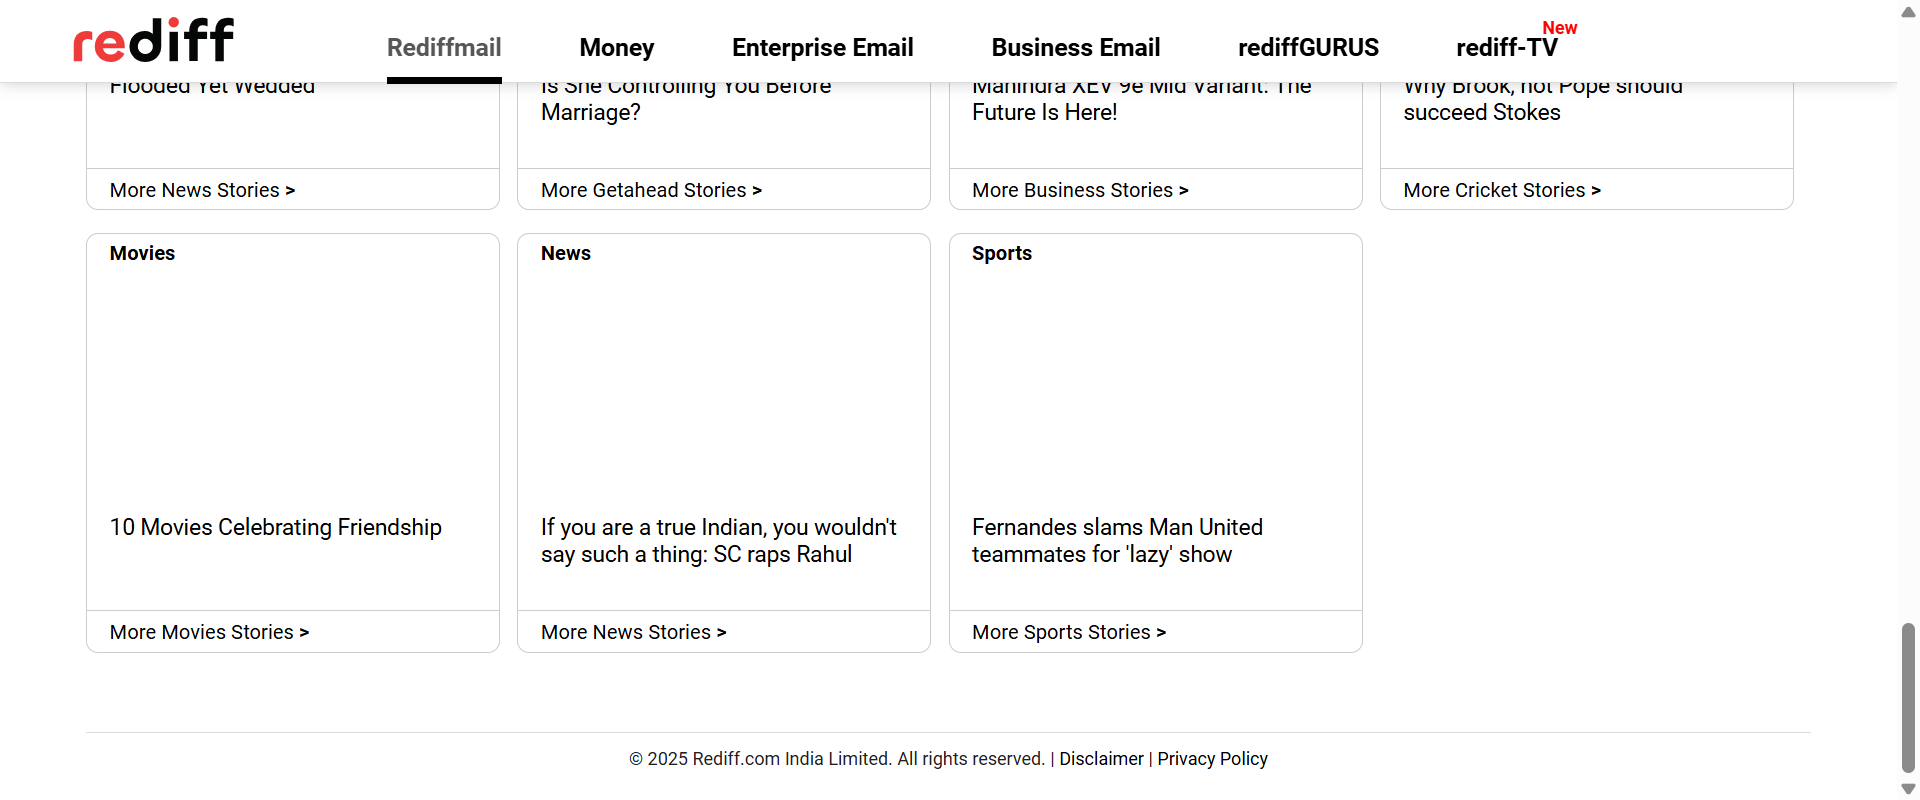 rediff
Rediffmail
Money
Enterprise Email
Business Email
rediffGURUS
rediff-TV
New
Flooded Yet Wedded
Is She Controlling You Before
Marriage?
Mahindra XEV 9e Mid Variant: The
Future Is Here!
Why Brook, not Pope should
succeed Stokes
More News Stories >
More Getahead Stories >
More Business Stories >
More Cricket Stories >
Movies
10 Movies Celebrating Friendship
More Movies Stories >
News
If you are a true Indian, you wouldn't
say such a thing: SC raps Rahul
More News Stories >
Sports
Fernandes slams Man United
teammates for 'lazy' show
More Sports Stories >
© 2025 Rediff.com India Limited. All rights reserved. | Disclaimer | Privacy Policy